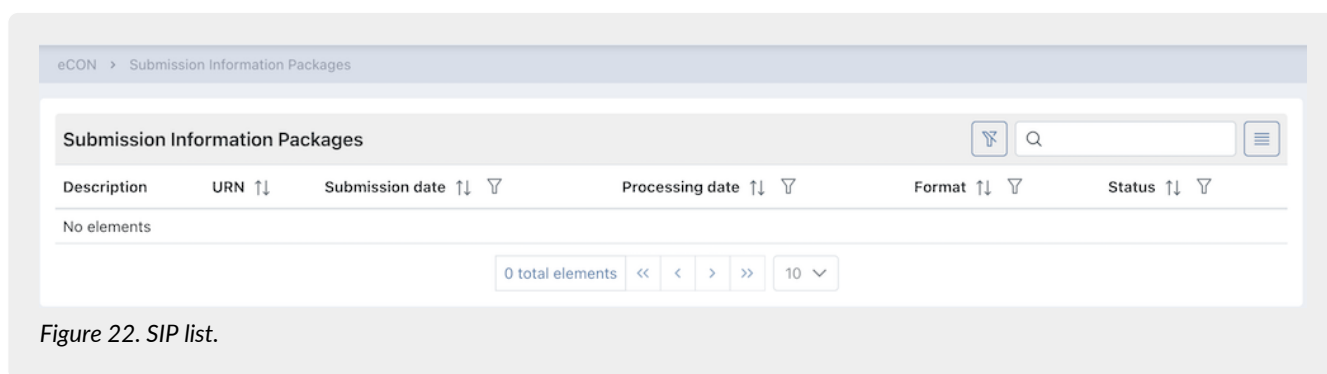 eCON > Submission Information Packages
Submission Information Packages
Description URN Submission date Processing date Format Status
No elements
0 total elements << < > >> 10
Figure 22. SIP list.